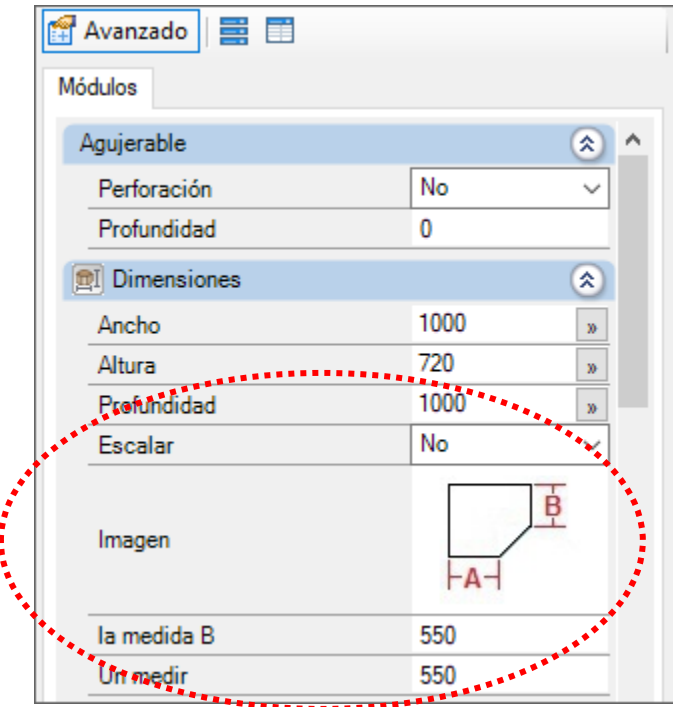 Avanzado
Módulos
Agujerable
Perforación No
Profundidad 0
Dimensiones
Ancho 1000 »
Altura 720 »
Profundidad 1000 »
Escalar No
B
Imagen
A
la medida B 550
Un medir 550